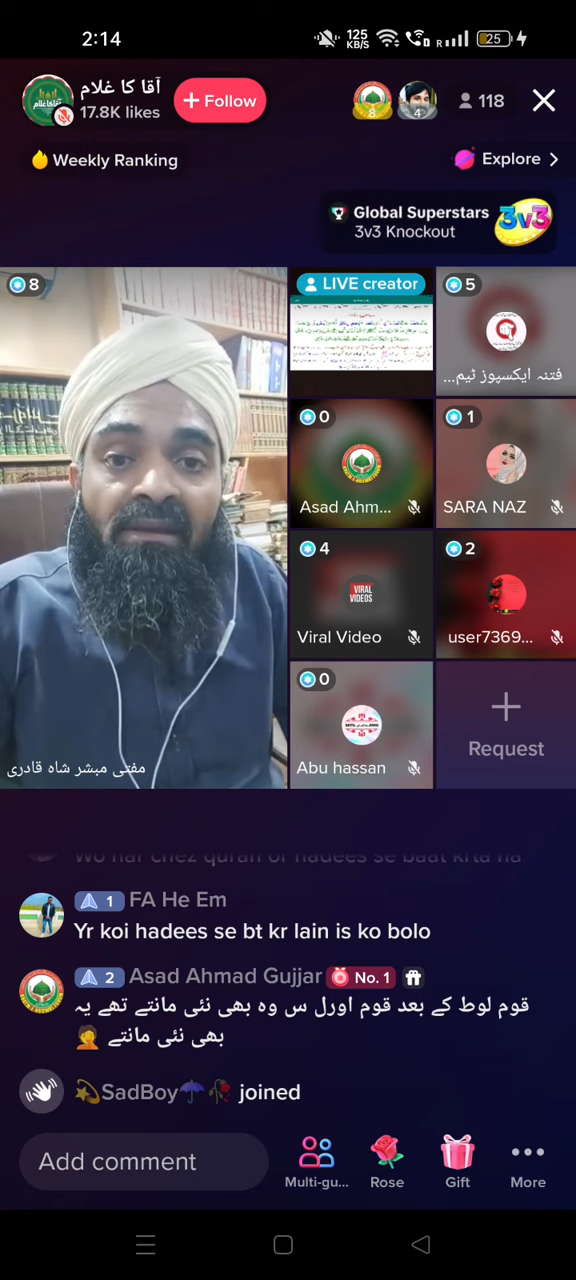 2:14
125 KB/S
R
25
آقا کا غلام
17.8K likes
+ Follow
8
4
118
Weekly Ranking
Explore >
Global Superstars
3v3 Knockout
3v3
8
LIVE creator
5
فتنہ ایکسپوز ٹیم...
0
Asad Ahm...
1
SARA NAZ
4
VIRAL VIDEOS
Viral Video
2
user7369...
مفتی مبشر شاہ قادری
0
Abu hassan
Request
Wo har chez quran or hadees se baat krta ha
1 FA He Em
Yr koi hadees se bt kr lain is ko bolo
2 Asad Ahmad Gujjar No. 1
قوم لوط کے بعد قوم اورل س وہ بھی نئی مانتے تھے یہ
بھی نئی مانتے 🤦
💫SadBoy☂️🥀 joined
Add comment
Multi-gu...
Rose
Gift
More